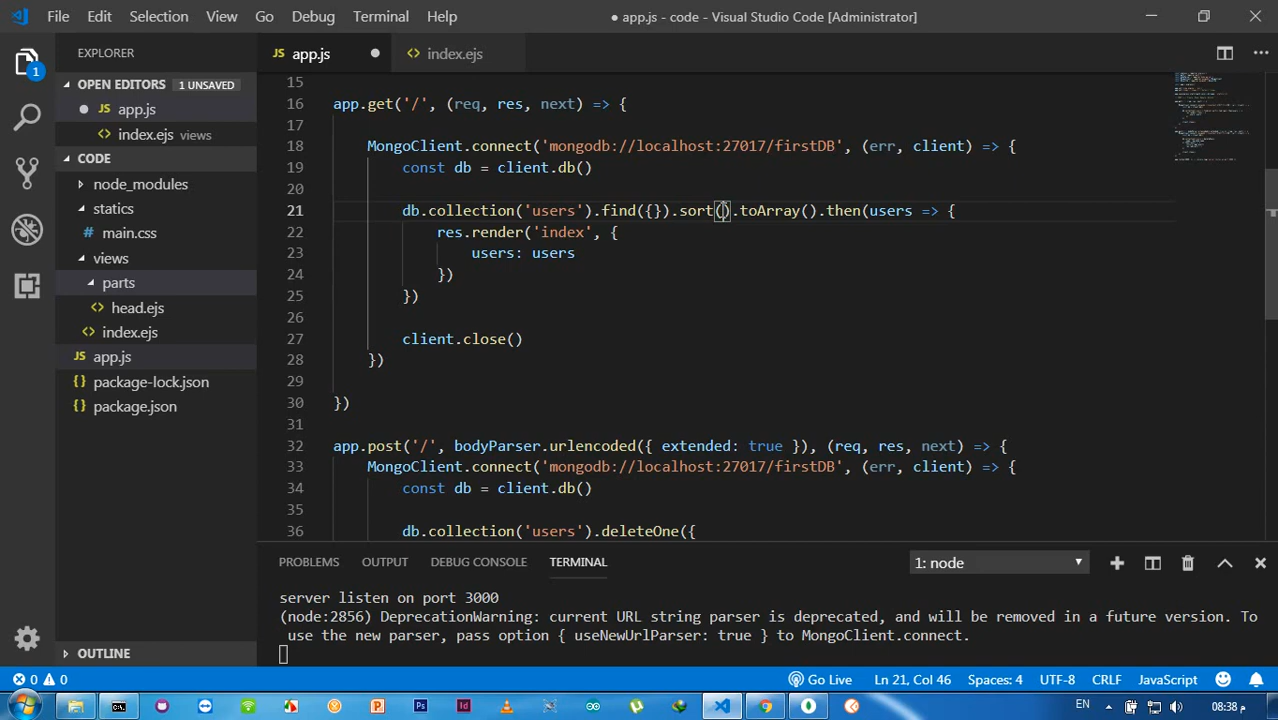 File Edit Selection View Go Debug Terminal Help
● app.js - code - Visual Studio Code [Administrator]
EXPLORER
OPEN EDITORS 1 UNSAVED
JS app.js
index.ejs views
CODE
node_modules
statics
# main.css
views
parts
head.ejs
index.ejs
JS app.js
{} package-lock.json
{} package.json
OUTLINE
1
JS app.js
index.ejs
15
16 app.get('/', (req, res, next) => {
17
18 MongoClient.connect('mongodb://localhost:27017/firstDB', (err, client) => {
19 const db = client.db()
20
21 db.collection('users').find({}).sort().toArray().then(users => {
22 res.render('index', {
23 users: users
24 })
25 })
26
27 client.close()
28 })
29
30 })
31
32 app.post('/', bodyParser.urlencoded({ extended: true }), (req, res, next) => {
33 MongoClient.connect('mongodb://localhost:27017/firstDB', (err, client) => {
34 const db = client.db()
35
36 db.collection('users').deleteOne({
PROBLEMS OUTPUT DEBUG CONSOLE TERMINAL
1: node
server listen on port 3000
(node:2856) DeprecationWarning: current URL string parser is deprecated, and will be removed in a future version. To
use the new parser, pass option { useNewUrlParser: true } to MongoClient.connect.
0 0
Go Live Ln 21, Col 46 Spaces: 4 UTF-8 CRLF JavaScript
Ps Id EN 08:38 م